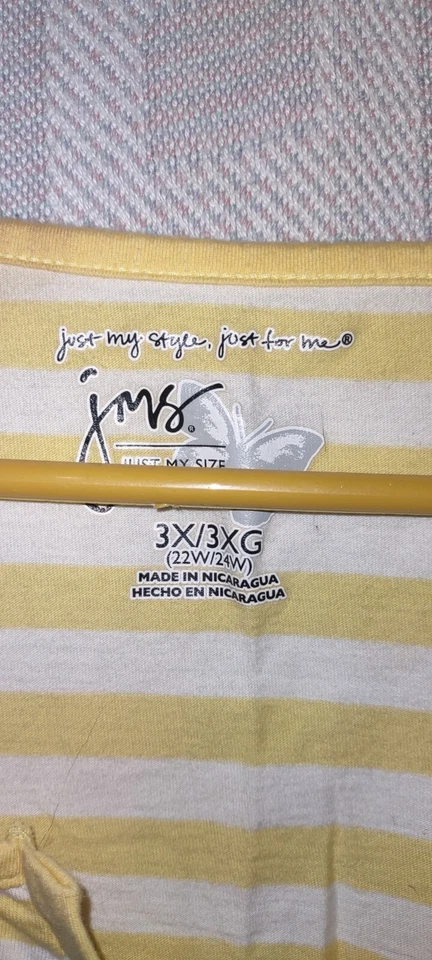 just my style, just for me®
jms®
JUST MY SIZE
3X/3XG
(22W/24W)
MADE IN NICARAGUA
HECHO EN NICARAGUA